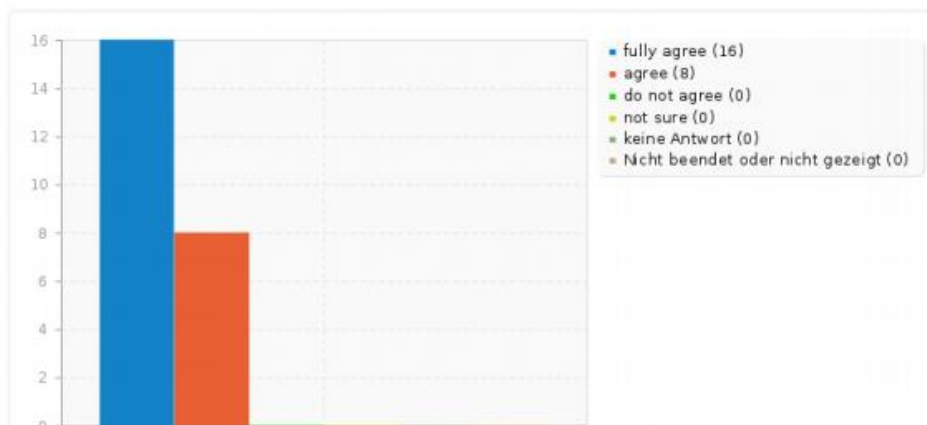 16
14
12
10
8
6
4
2
0
fully agree (16)
agree (8)
do not agree (0)
not sure (0)
keine Antwort (0)
Nicht beendet oder nicht gezeigt (0)